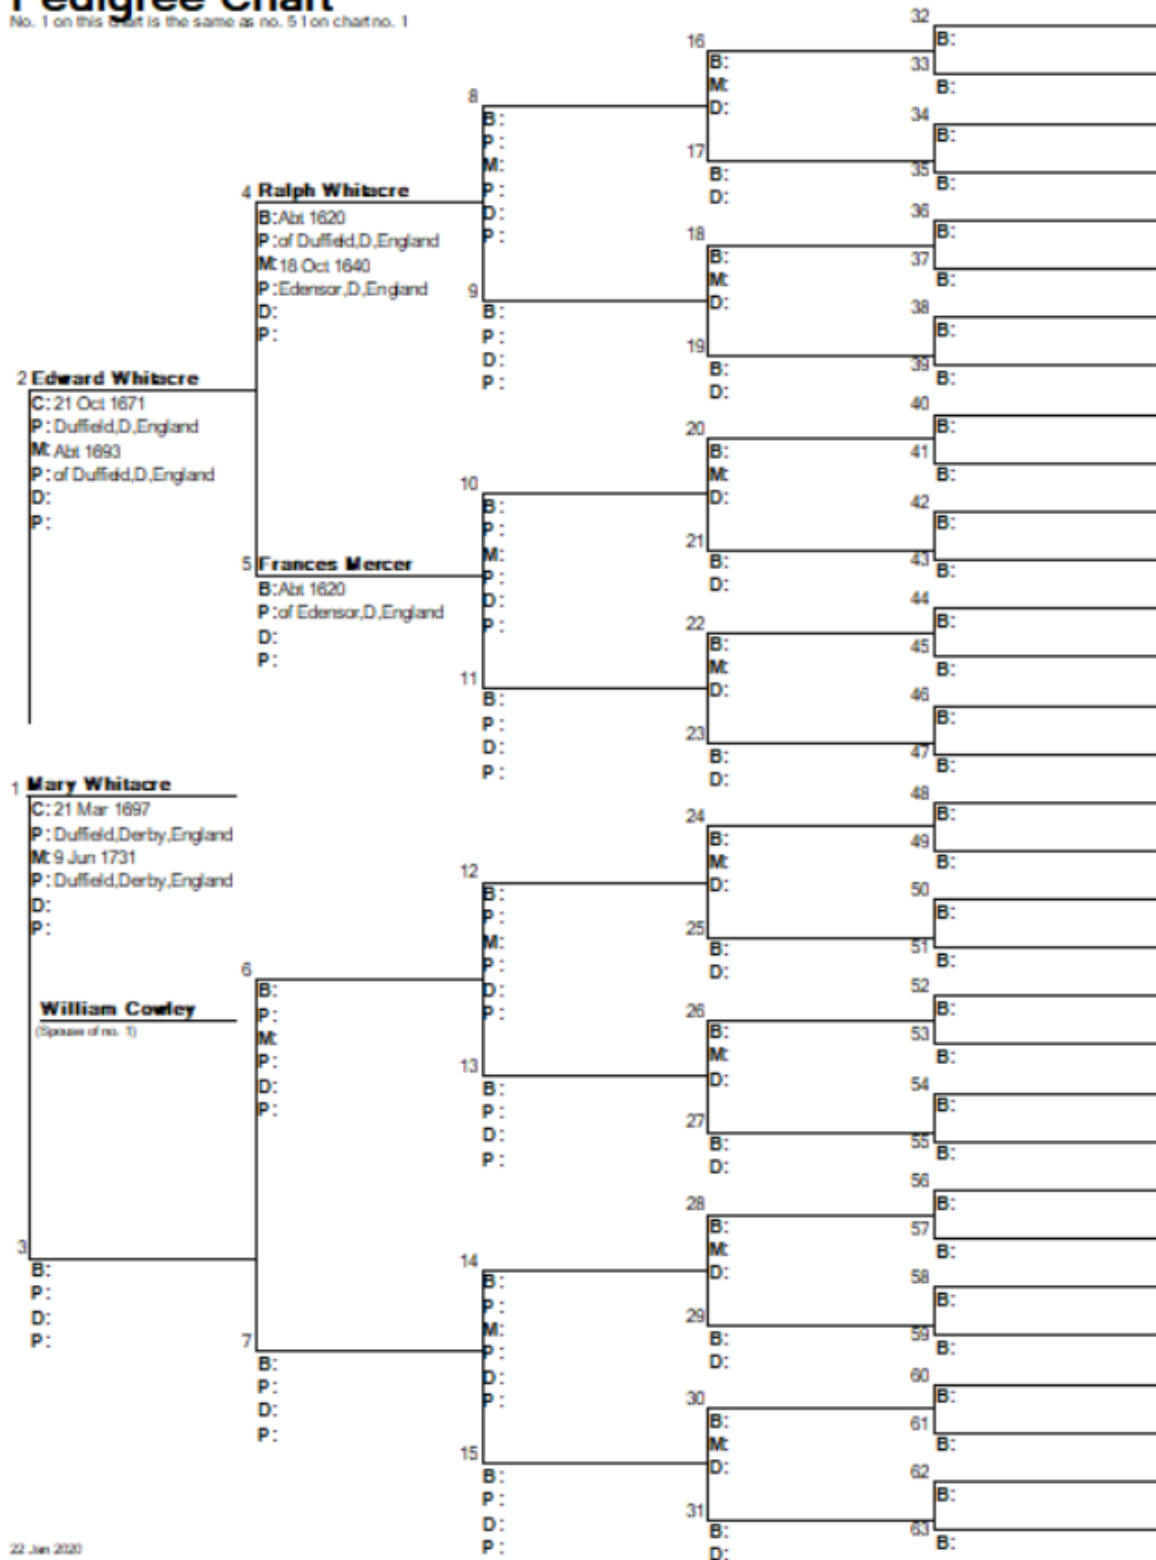 Pedigree Chart
No. 1 on this chart is the same as no. 51 on chart no. 1
2 Edward Whitacre
C: 21 Oct 1671
P: Duffield,D,England
M: Abt 1693
P: of Duffield,D,England
D:
P:
1 Mary Whitacre
C: 21 Mar 1697
P: Duffield,Derby,England
M: 9 Jun 1731
P: Duffield,Derby,England
D:
P:
William Cowley
(Spouse of no. 1)
3
B:
P:
D:
P:
22 Jan 2020
4 Ralph Whitacre
B: Abt 1620
P: of Duffield,D,England
M: 18 Oct 1640
P: Edensor,D,England
D:
P:
5 Frances Mercer
B: Abt 1620
P: of Edensor,D,England
D:
P:
6
B:
P:
M:
P:
D:
P:
7
B:
P:
D:
P:
8
B:
P:
M:
P:
D:
P:
9
B:
P:
D:
P:
10
B:
P:
M:
P:
D:
P:
11
B:
P:
D:
P:
12
B:
P:
M:
P:
D:
P:
13
B:
P:
D:
P:
14
B:
P:
M:
P:
D:
P:
15
B:
P:
D:
P:
16
B:
M:
D:
17
B:
D:
18
B:
M:
D:
19
B:
D:
20
B:
M:
D:
21
B:
D:
22
B:
M:
D:
23
B:
D:
24
B:
M:
D:
25
B:
D:
26
B:
M:
D:
27
B:
D:
28
B:
M:
D:
29
B:
D:
30
B:
M:
D:
31
B:
D:
32
B:
33
B:
34
B:
35
B:
36
B:
37
B:
38
B:
39
B:
40
B:
41
B:
42
B:
43
B:
44
B:
45
B:
46
B:
47
B:
48
B:
49
B:
50
B:
51
B:
52
B:
53
B:
54
B:
55
B:
56
B:
57
B:
58
B:
59
B:
60
B:
61
B:
62
B:
63
B: